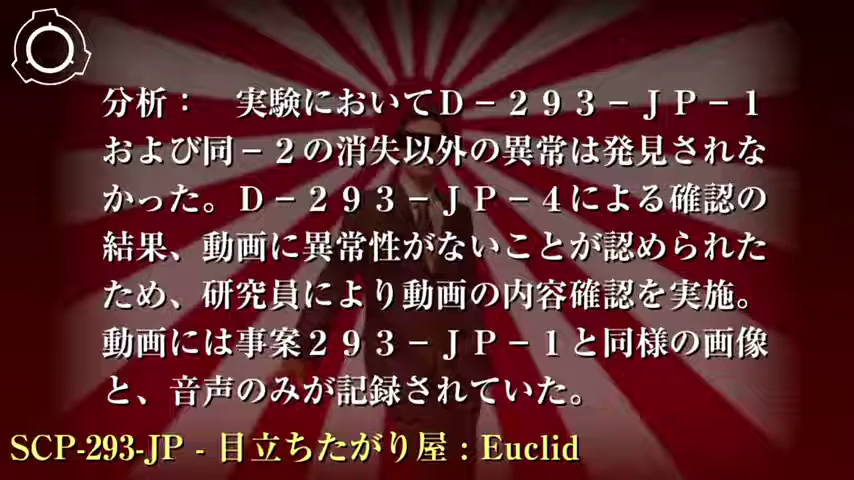 分析： 実験においてＤ－２９３－ＪＰ－１
および同－２の消失以外の異常は発見されな
かった。Ｄ－２９３－ＪＰ－４による確認の
結果、動画に異常性がないことが認められた
ため、研究員により動画の内容確認を実施。
動画には事案２９３－ＪＰ－１と同様の画像
と、音声のみが記録されていた。
SCP-293-JP - 目立ちたがり屋 : Euclid